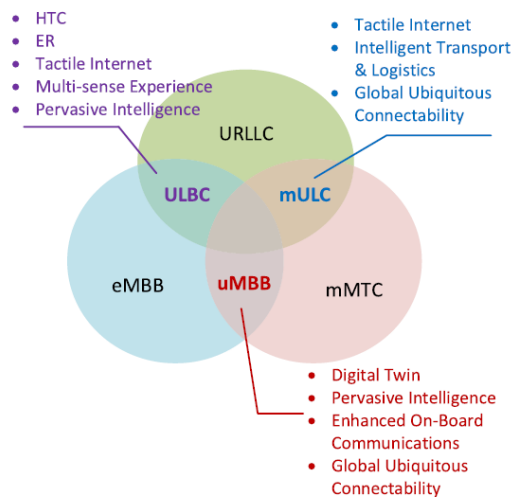 • HTC
• ER
• Tactile Internet
• Multi-sense Experience
• Pervasive Intelligence
• Tactile Internet
• Intelligent Transport
& Logistics
• Global Ubiquitous
Connectability
URLLC
ULBC
mULC
eMBB
uMBB
mMTC
• Digital Twin
• Pervasive Intelligence
• Enhanced On-Board
Communications
• Global Ubiquitous
Connectability